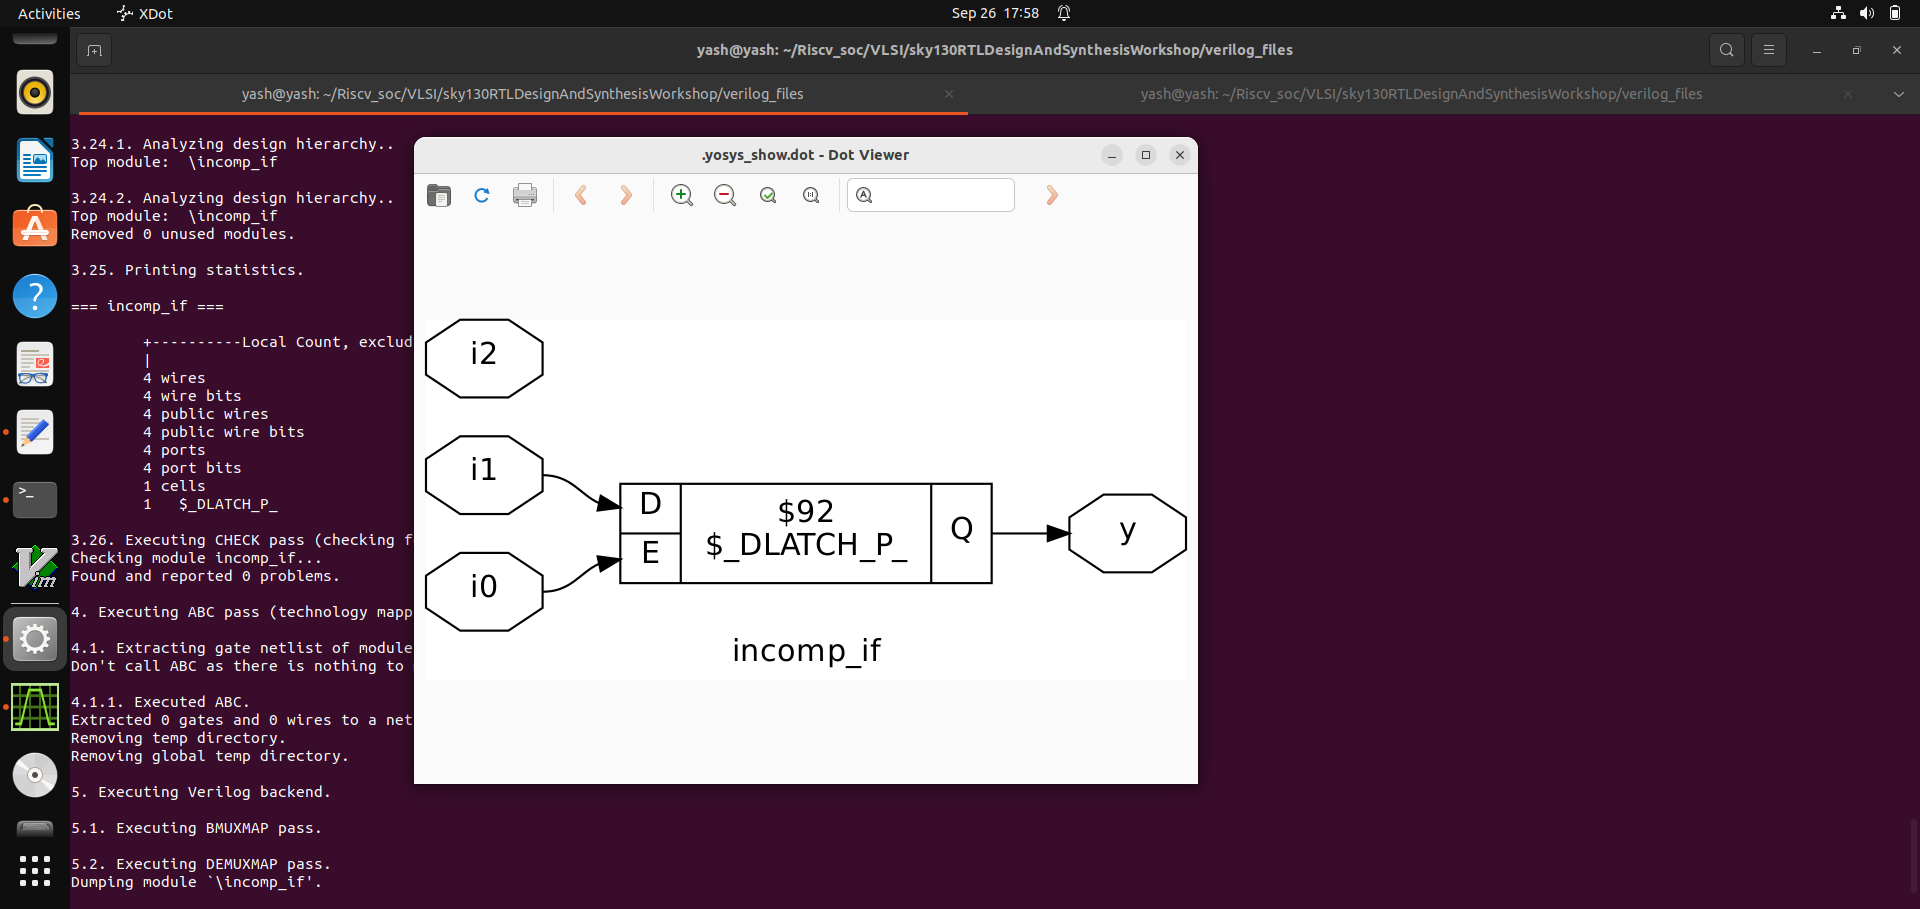 Activities
XDot
Sep 26 17:58
yash@yash: ~/Riscv_soc/VLSI/sky130RTLDesignAndSynthesisWorkshop/verilog_files
yash@yash: ~/Riscv_soc/VLSI/sky130RTLDesignAndSynthesisWorkshop/verilog_files
yash@yash: ~/Riscv_soc/VLSI/sky130RTLDesignAndSynthesisWorkshop/verilog_files
3.24.1. Analyzing design hierarchy..
Top module:  \incomp_if
3.24.2. Analyzing design hierarchy..
Top module:  \incomp_if
Removed 0 unused modules.
3.25. Printing statistics.
=== incomp_if ===
+----------Local Count, exclud
|
4 wires
4 wire bits
4 public wires
4 public wire bits
4 ports
4 port bits
1 cells
1   $_DLATCH_P_
3.26. Executing CHECK pass (checking f
Checking module incomp_if...
Found and reported 0 problems.
4. Executing ABC pass (technology mapp
4.1. Extracting gate netlist of module
Don't call ABC as there is nothing to
4.1.1. Executed ABC.
Extracted 0 gates and 0 wires to a net
Removing temp directory.
Removing global temp directory.
5. Executing Verilog backend.
5.1. Executing BMUXMAP pass.
5.2. Executing DEMUXMAP pass.
Dumping module `\incomp_if'.
.yosys_show.dot - Dot Viewer
i2
i1
i0
D
E
$92
$_DLATCH_P_
Q
y
incomp_if